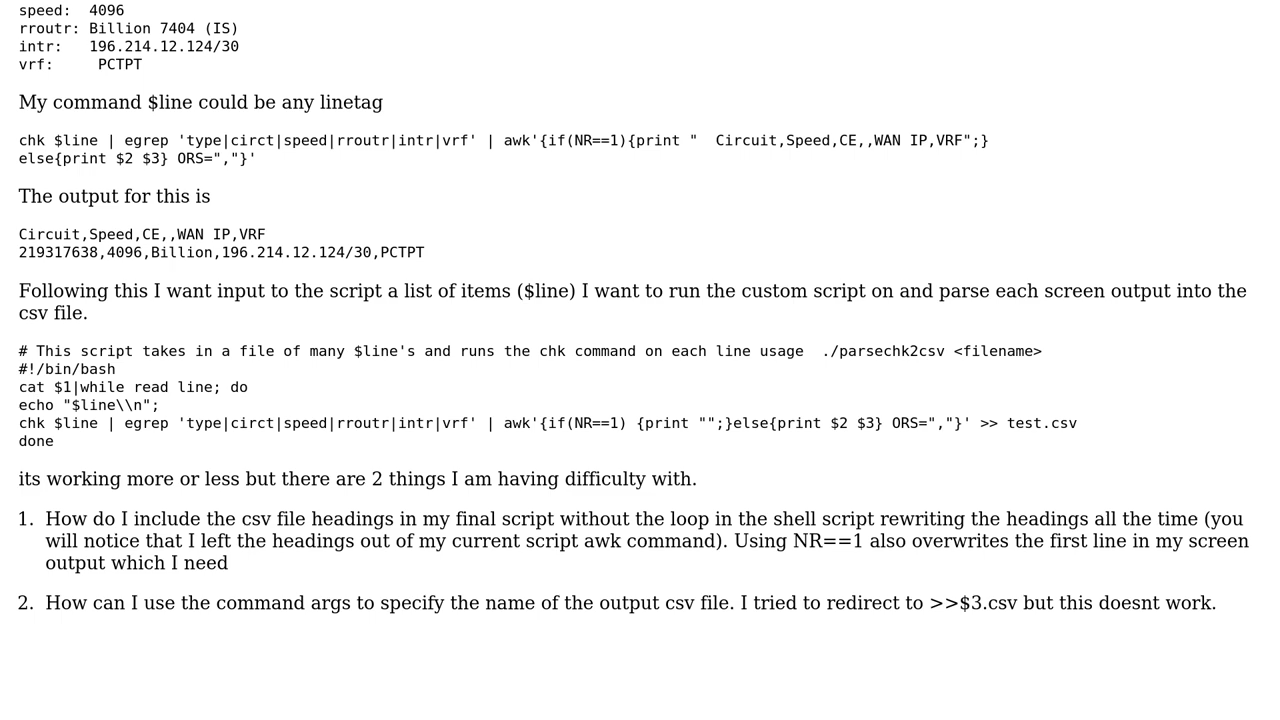 speed:  4096
rroutr: Billion 7404 (IS)
intr:   196.214.12.124/30
vrf:     PCTPT
My command $line could be any linetag
chk $line | egrep 'type|circt|speed|rroutr|intr|vrf' | awk'{if(NR==1){print "  Circuit,Speed,CE,,WAN IP,VRF";}
else{print $2 $3} ORS=","}'
The output for this is
Circuit,Speed,CE,,WAN IP,VRF
219317638,4096,Billion,196.214.12.124/30,PCTPT
Following this I want input to the script a list of items ($line) I want to run the custom script on and parse each screen output into the
csv file.
# This script takes in a file of many $line's and runs the chk command on each line usage  ./parsechk2csv <filename>
#!/bin/bash
cat $1|while read line; do
echo "$line\\n";
chk $line | egrep 'type|circt|speed|rroutr|intr|vrf' | awk'{if(NR==1) {print "";}else{print $2 $3} ORS=","}' >> test.csv
done
its working more or less but there are 2 things I am having difficulty with.
1. How do I include the csv file headings in my final script without the loop in the shell script rewriting the headings all the time (you
will notice that I left the headings out of my current script awk command). Using NR==1 also overwrites the first line in my screen
output which I need
2. How can I use the command args to specify the name of the output csv file. I tried to redirect to >>$3.csv but this doesnt work.